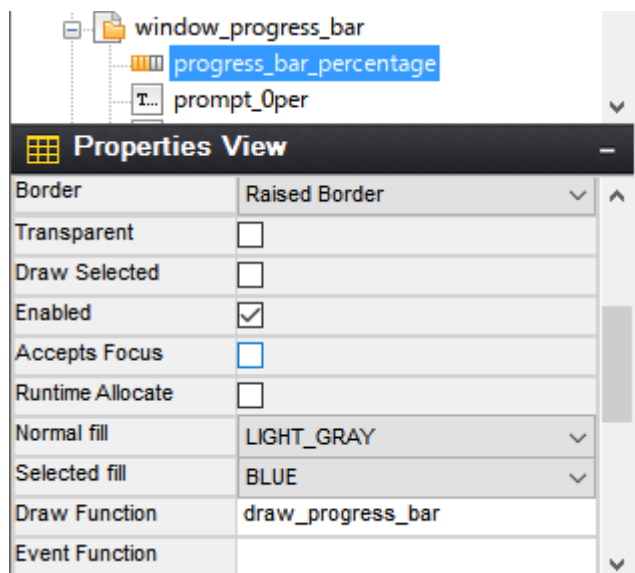 window_progress_bar
progress_bar_percentage
T... prompt_0per
Properties View
Border Raised Border
Transparent
Draw Selected
Enabled
Accepts Focus
Runtime Allocate
Normal fill LIGHT_GRAY
Selected fill BLUE
Draw Function draw_progress_bar
Event Function